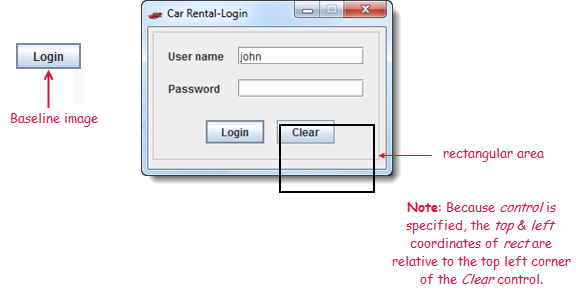 Car Rental-Login
Login
User name
john
Password
Baseline image
Login
Clear
rectangular area
Note: Because control is
specified, the top & left
coordinates of rect are
relative to the top left corner
of the Clear control.